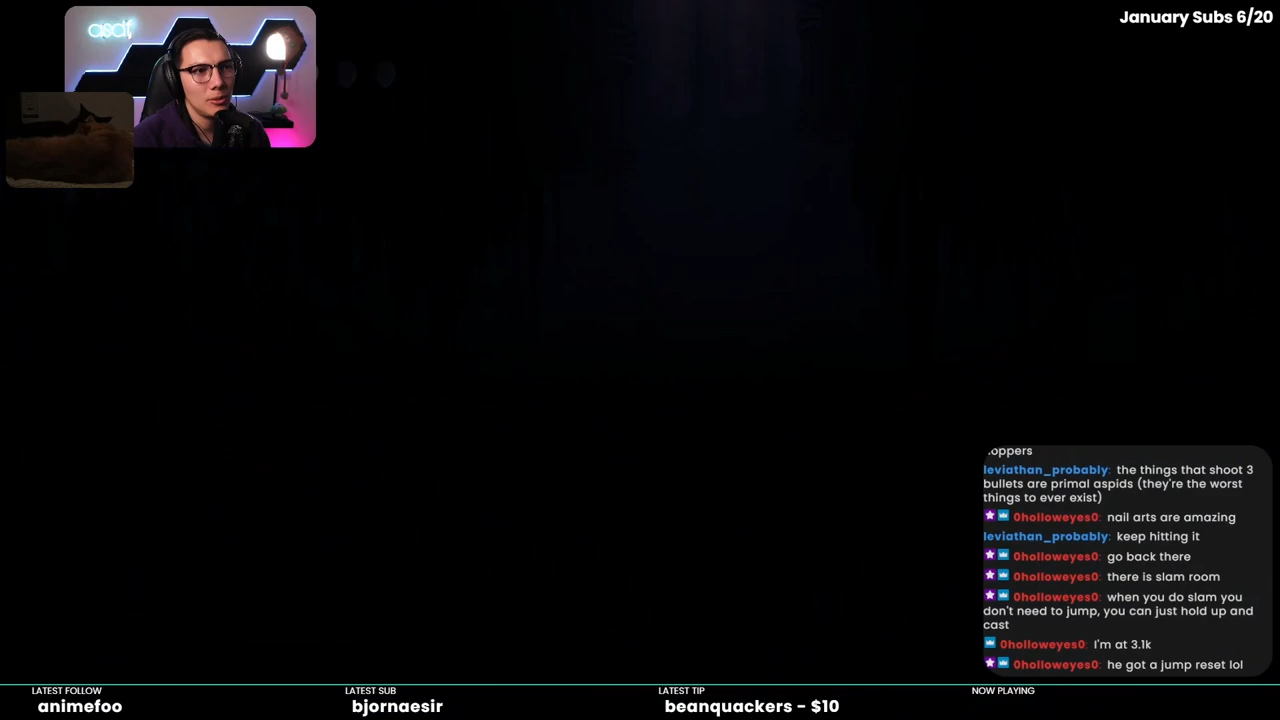 January Subs 6/20
asdf
leviathan_probably: the things that shoot 3
bullets are primal aspids (they're the worst
things to ever exist)
0holloweyes0: nail arts are amazing
leviathan_probably: keep hitting it
0holloweyes0: go back there
0holloweyes0: there is slam room
0holloweyes0: when you do slam you
don't need to jump, you can just hold up and
cast
0holloweyes0: I'm at 3.1k
0holloweyes0: he got a jump reset lol
LATEST FOLLOW
animefoo
LATEST SUB
bjornaesir
LATEST TIP
beanquackers - $10
NOW PLAYING